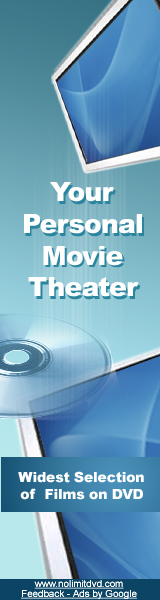 Your
Personal
Movie
Theater
Widest Selection
of Films on DVD
www.nolimitdvd.com
Feedback - Ads by Google